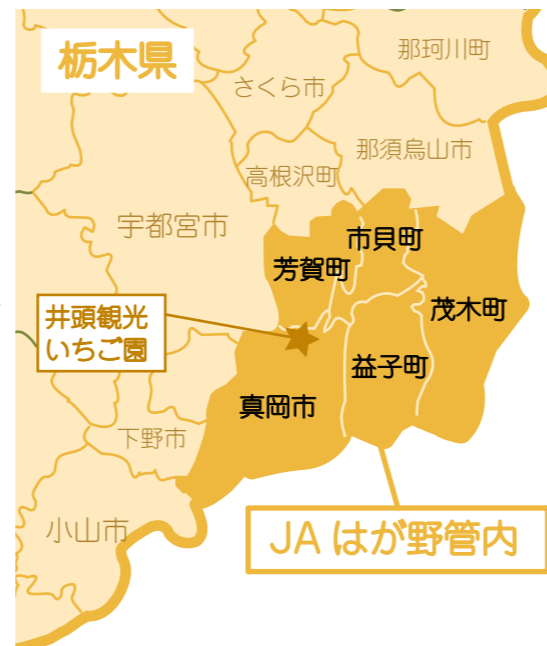 栃木県
那珂川町
さくら市
那須烏山市
高根沢町
宇都宮市
市貝町
芳賀町
茂木町
井頭観光
いちご園
益子町
真岡市
下野市
小山市
JAはが野管内